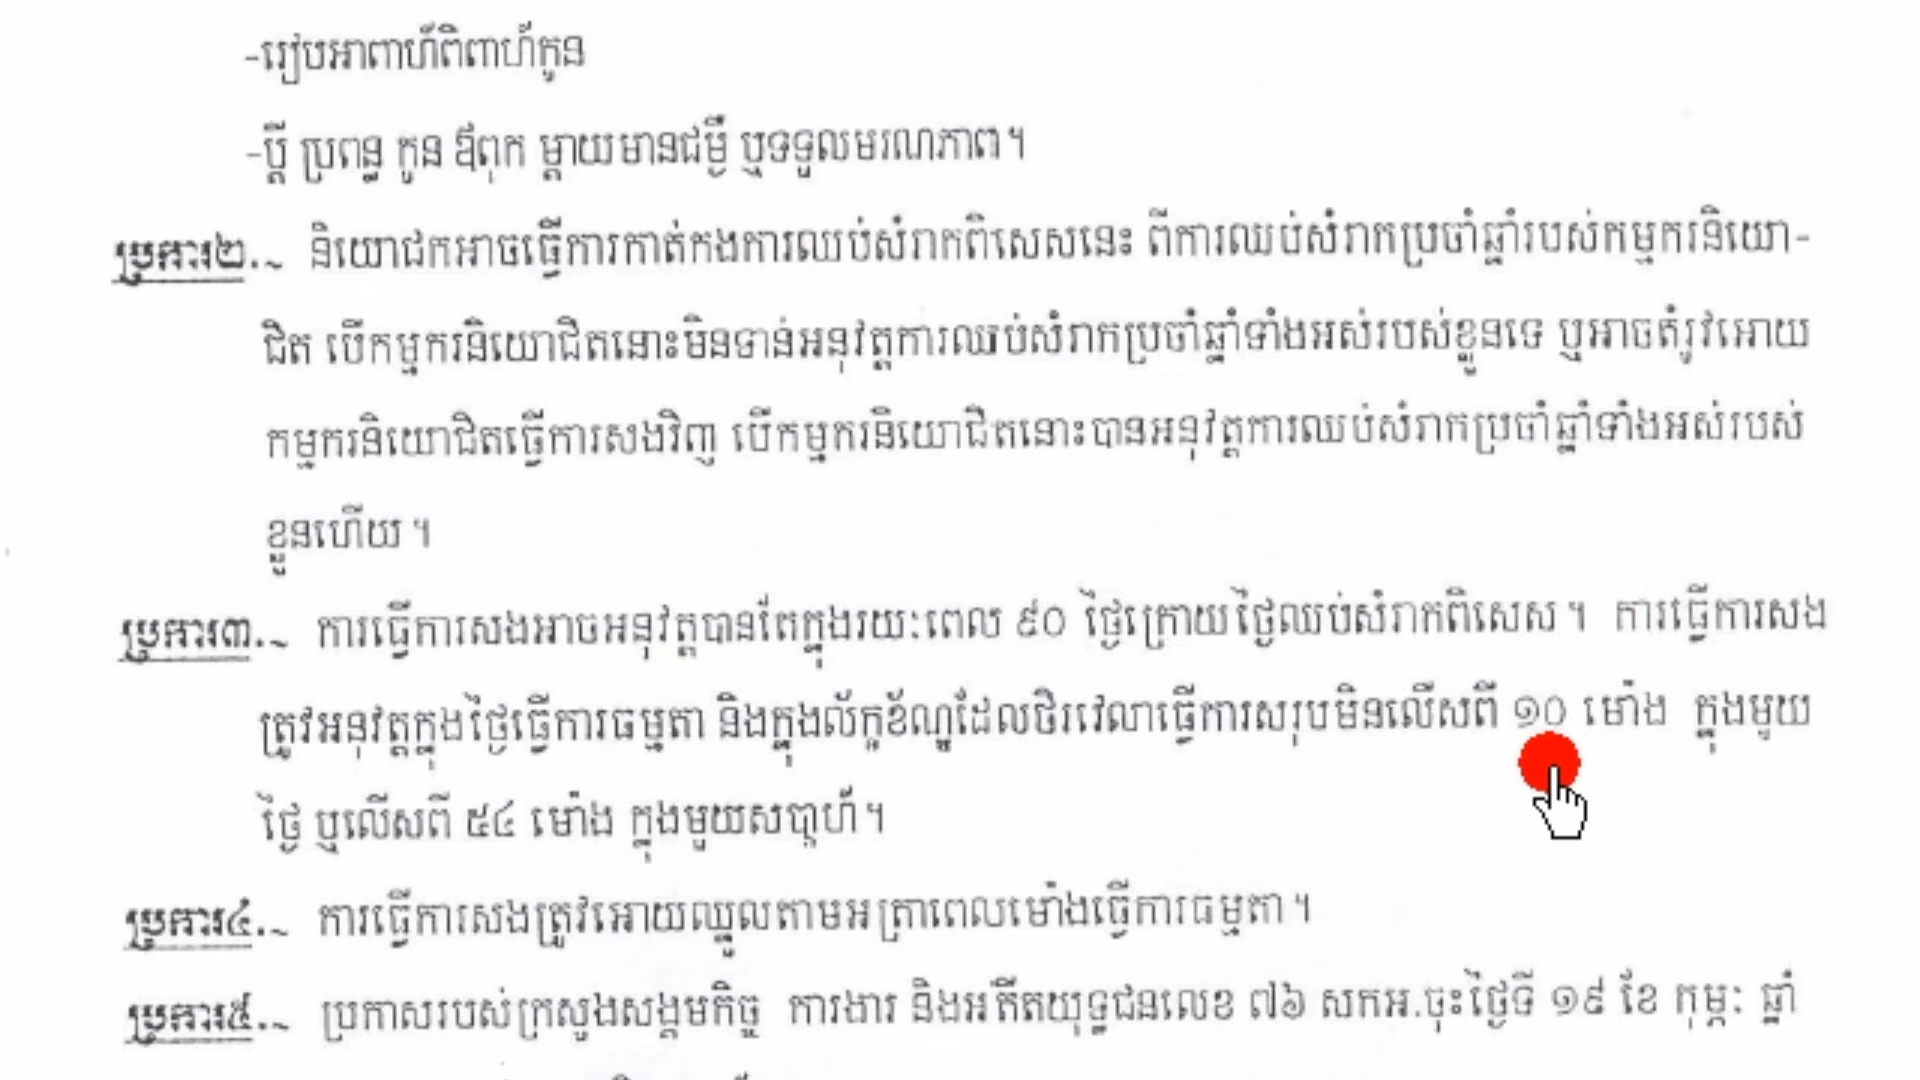 -រៀបអាពាហ៍ពិពាហ៍កូន
-ប្តី ប្រពន្ធ កូន ឪពុក ម្តាយមានជម្ងឺ ឬទទួលមរណភាព។
ប្រការ២.~ និយោជកអាចធ្វើការកាត់កងការឈប់សំរាកពិសេសនេះ ពីការឈប់សំរាកប្រចាំឆ្នាំរបស់កម្មករនិយោ-
ជិត បើកម្មករនិយោជិតនោះមិនទាន់អនុវត្តការឈប់សំរាកប្រចាំឆ្នាំទាំងអស់របស់ខ្លួនទេ ឬអាចតំរូវអោយ
កម្មករនិយោជិតធ្វើការសងវិញ បើកម្មករនិយោជិតនោះបានអនុវត្តការឈប់សំរាកប្រចាំឆ្នាំទាំងអស់របស់
ខ្លួនហើយ។
ប្រការ៣.~ ការធ្វើការសងអាចអនុវត្តបានតែក្នុងរយៈពេល ៩០ ថ្ងៃក្រោយថ្ងៃឈប់សំរាកពិសេស។ ការធ្វើការសង
ត្រូវអនុវត្តក្នុងថ្ងៃធ្វើការធម្មតា និងក្នុងល័ក្ខខ័ណ្ឌដែលថិរវេលាធ្វើការសរុបមិនលើសពី ១០ ម៉ោង ក្នុងមួយ
ថ្ងៃ ឬលើសពី ៥៤ ម៉ោង ក្នុងមួយសប្តាហ៍។
ប្រការ៤.~ ការធ្វើការសងត្រូវអោយឈ្នួលតាមអត្រាពេលម៉ោងធ្វើការធម្មតា។
ប្រការ៥.~ ប្រកាសរបស់ក្រសួងសង្គមកិច្ច ការងារ និងអតីតយុទ្ធជនលេខ ៧៦ សកអ.ចុះថ្ងៃទី ១៩ ខែ កុម្ភៈ ឆ្នាំ